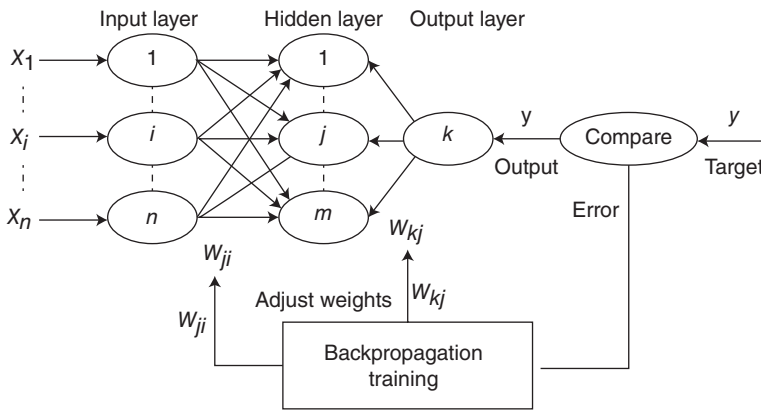 Input layer Hidden layer Output layer
X1 1 1
Xi i j k y Compare y
Output Target
Xn n m Error
Wji Wkj
Wji Adjust weights Wkj
Backpropagation
training